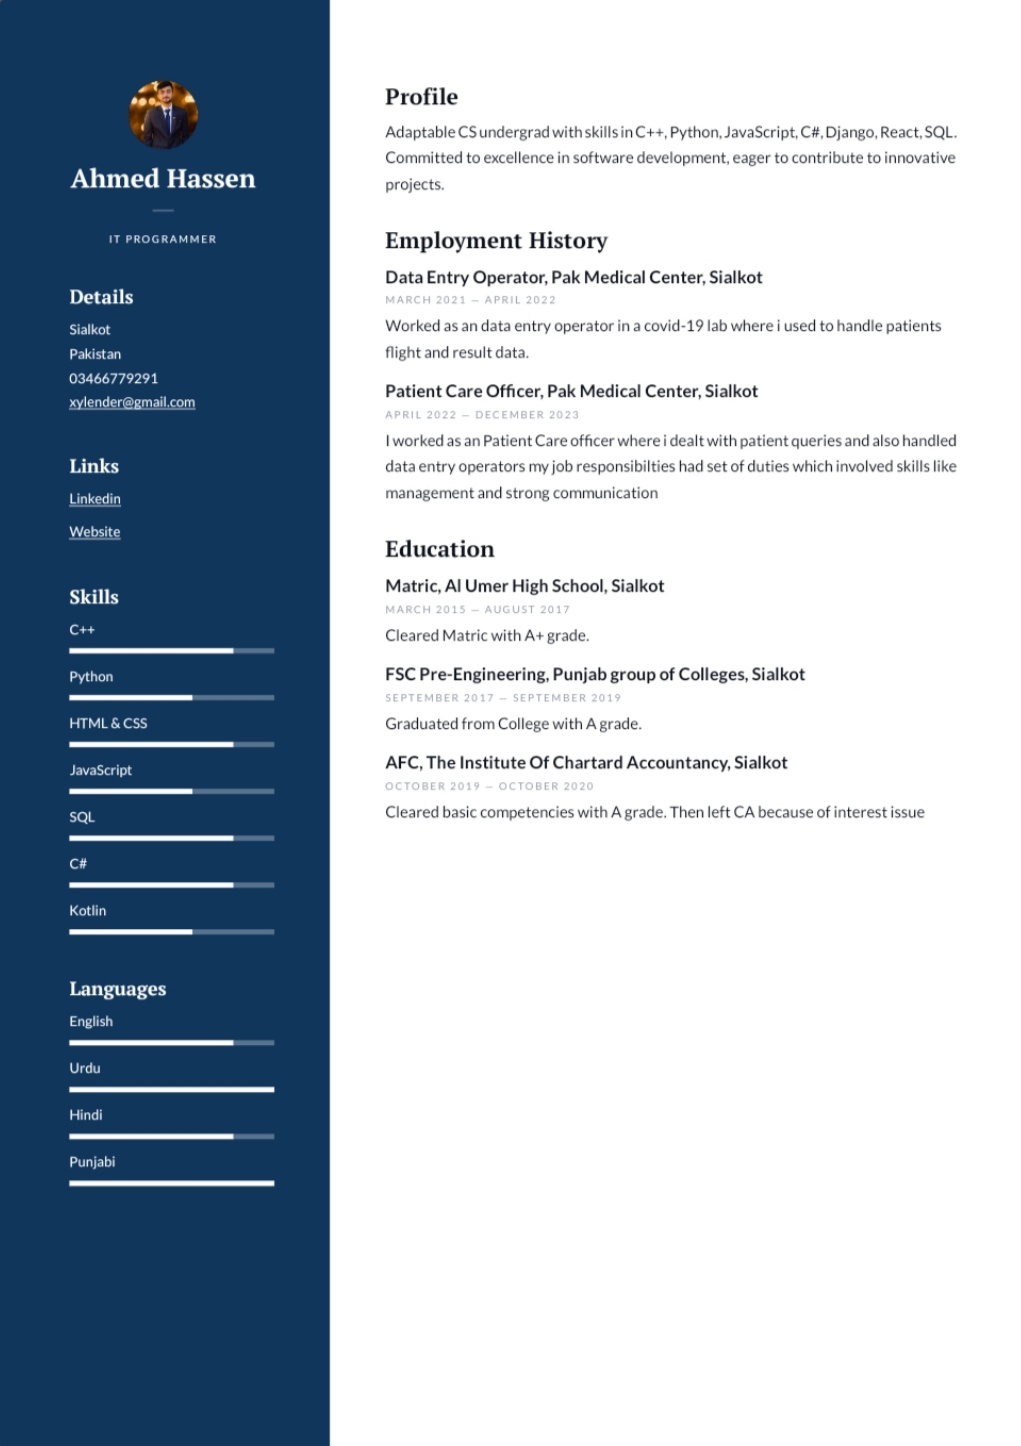 Ahmed Hassen
IT PROGRAMMER
Details
Sialkot
Pakistan
03466779291
xylender@gmail.com
Links
Linkedin
Website
Skills
C++
Python
HTML & CSS
JavaScript
SQL
C#
Kotlin
Languages
English
Urdu
Hindi
Punjabi
Profile
Adaptable CS undergrad with skills in C++, Python, JavaScript, C#, Django, React, SQL.
Committed to excellence in software development, eager to contribute to innovative
projects.
Employment History
Data Entry Operator, Pak Medical Center, Sialkot
MARCH 2021 — APRIL 2022
Worked as an data entry operator in a covid-19 lab where i used to handle patients
flight and result data.
Patient Care Officer, Pak Medical Center, Sialkot
APRIL 2022 — DECEMBER 2023
I worked as an Patient Care officer where i dealt with patient queries and also handled
data entry operators my job responsibilties had set of duties which involved skills like
management and strong communication
Education
Matric, Al Umer High School, Sialkot
MARCH 2015 — AUGUST 2017
Cleared Matric with A+ grade.
FSC Pre-Engineering, Punjab group of Colleges, Sialkot
SEPTEMBER 2017 — SEPTEMBER 2019
Graduated from College with A grade.
AFC, The Institute Of Chartard Accountancy, Sialkot
OCTOBER 2019 — OCTOBER 2020
Cleared basic competencies with A grade. Then left CA because of interest issue